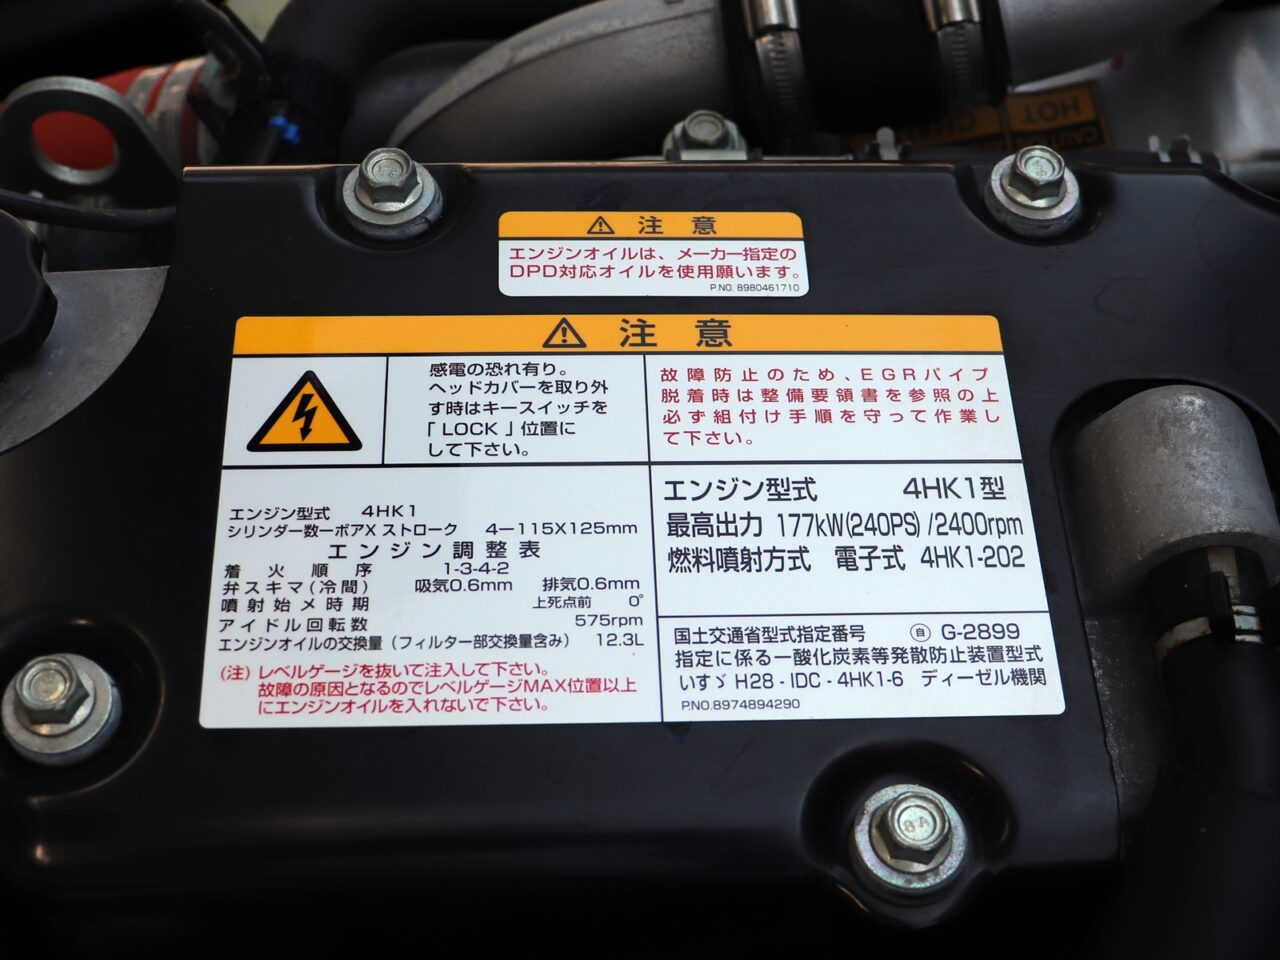 CAUTION HOT
CHA
注意
エンジンオイルは、メーカー指定の
DPD対応オイルを使用願います。
P.NO. 8980461710
注意
感電の恐れ有り。
ヘッドカバーを取り外
す時はキースイッチを
「LOCK」位置に
して下さい。
故障防止のため、EGRパイプ
脱着時は整備要領書を参照の上
必ず組付け手順を守って作業し
て下さい。
エンジン型式 4HK1
シリンダー数ーボアX ストローク 4ー115X125mm
エンジン調整表
着火順序 1-3-4-2
弁スキマ(冷間) 吸気0.6mm 排気0.6mm
噴射始メ時期 上死点前 0°
アイドル回転数 575rpm
エンジンオイルの交換量(フィルター部交換量含み) 12.3L
(注)レベルゲージを抜いて注入して下さい。
故障の原因となるのでレベルゲージMAX位置以上
にエンジンオイルを入れないで下さい。
エンジン型式 4HK1型
最高出力 177kW(240PS)/2400rpm
燃料噴射方式 電子式 4HK1-202
国土交通省型式指定番号 ㊀自 G-2899
指定に係る一酸化炭素等発散防止装置型式
いすゞ H28-IDC-4HK1-6 ディーゼル機関
P.NO.8974894290